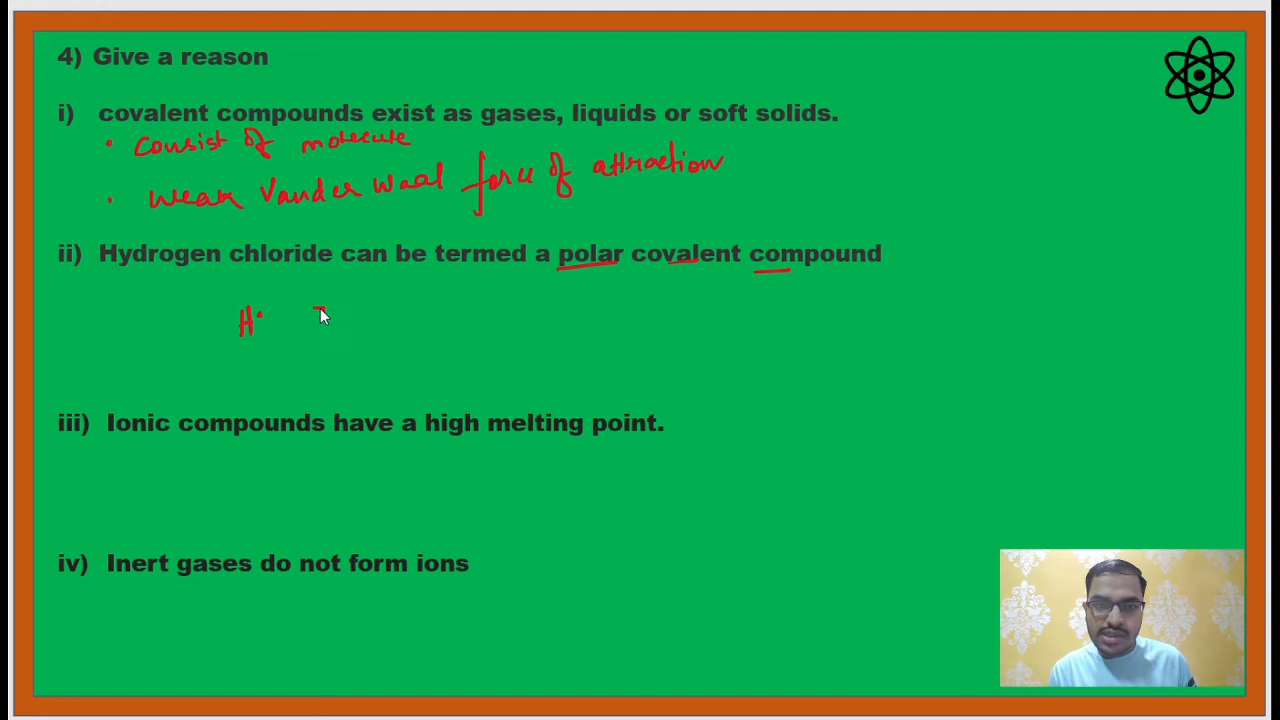 4) Give a reason
i) covalent compounds exist as gases, liquids or soft solids.
• Consist of molecule
• Weak Vander Waal force of attraction
ii) Hydrogen chloride can be termed a polar covalent compound
H•
iii) Ionic compounds have a high melting point.
iv) Inert gases do not form ions